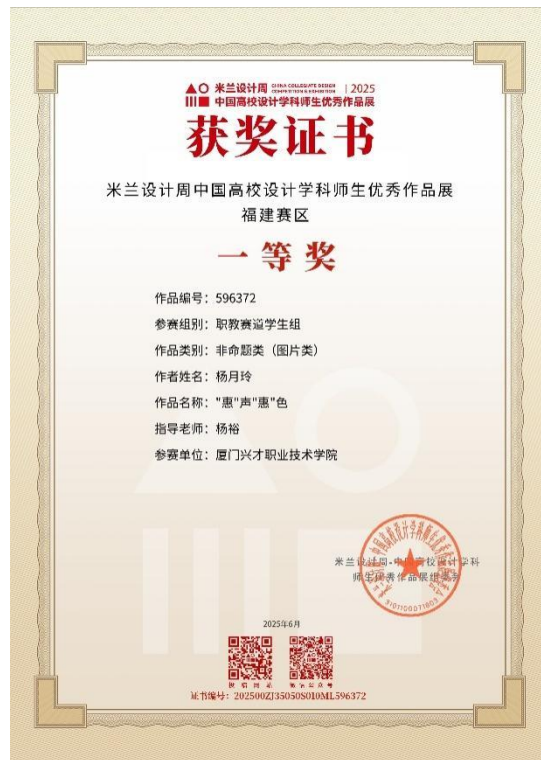 米兰设计周 CHINA COLLEGIATE DESIGN COMPETITION & EXHIBITION | 2025
中国高校设计学科师生优秀作品展
获奖证书
米兰设计周中国高校设计学科师生优秀作品展
福建赛区
一等奖
作品编号：596372
参赛组别：职教赛道学生组
作品类别：非命题类（图片类）
作者姓名：杨月玲
作品名称："惠"声"惠"色
指导老师：杨裕
参赛单位：厦门兴才职业技术学院
米兰设计周-中国高校设计学科
师生优秀作品展组委会
2025年6月
证书编号：202500ZJ35050S010ML596372